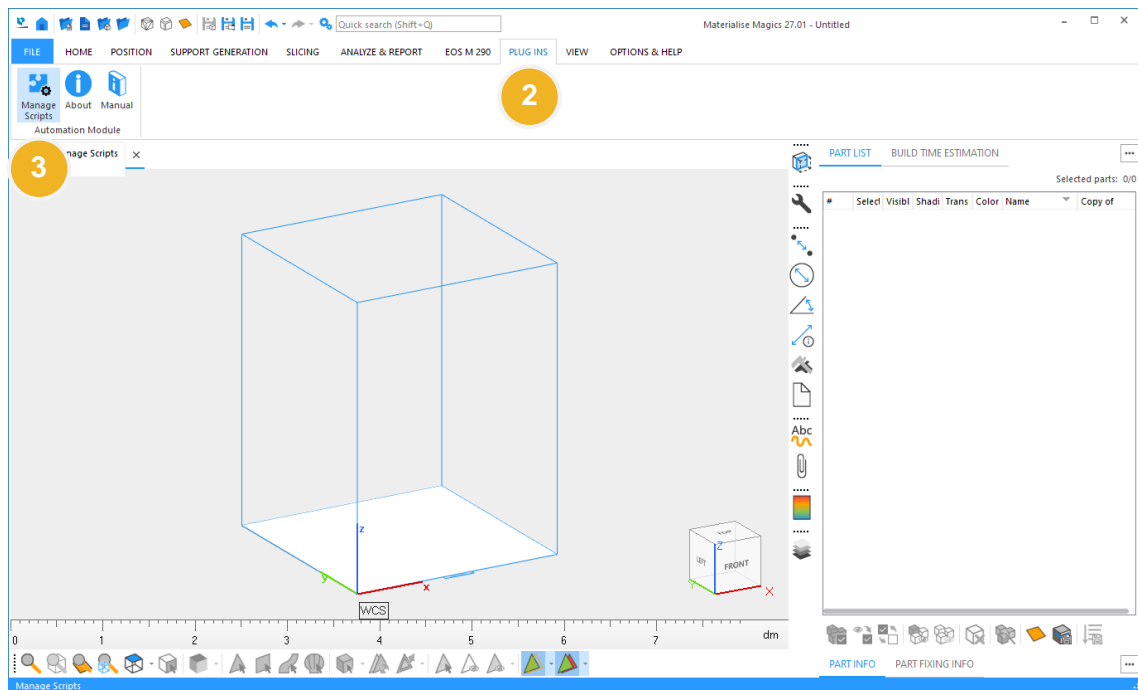 Quick search (Shift+Q)
Materialise Magics 27.01 - Untitled
FILE HOME POSITION SUPPORT GENERATION SLICING ANALYZE & REPORT EOS M 290 PLUG INS VIEW OPTIONS & HELP
2
Manage Scripts
About
Manual
Automation Module
3
nage Scripts
PART LIST BUILD TIME ESTIMATION
Selected parts: 0/0
# Select Visibl Shadi Trans Color Name Copy of
Abc
z
y
x
WCS
LEFT
FRONT
Z
Y
X
0 1 2 3 4 5 6 7 dm
PART INFO PART FIXING INFO
Manage Scripts